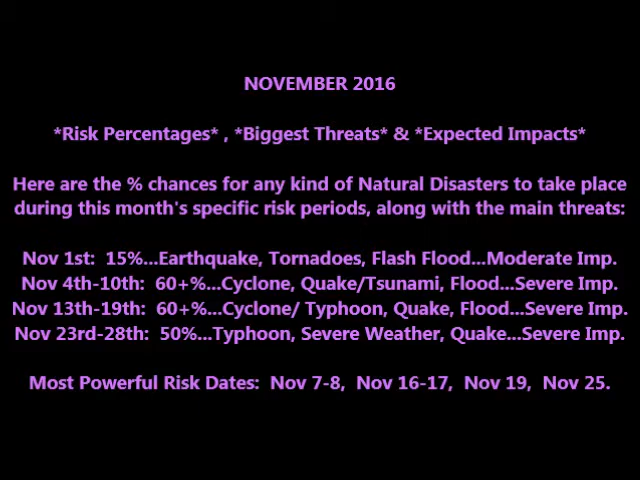 NOVEMBER 2016
*Risk Percentages* , *Biggest Threats* & *Expected Impacts*
Here are the % chances for any kind of Natural Disasters to take place
during this month's specific risk periods, along with the main threats:
Nov 1st:  15%...Earthquake, Tornadoes, Flash Flood...Moderate Imp.
Nov 4th-10th:  60+%...Cyclone, Quake/Tsunami, Flood...Severe Imp.
Nov 13th-19th:  60+%...Cyclone/ Typhoon, Quake, Flood...Severe Imp.
Nov 23rd-28th:  50%...Typhoon, Severe Weather, Quake...Severe Imp.
Most Powerful Risk Dates:  Nov 7-8,  Nov 16-17,  Nov 19,  Nov 25.